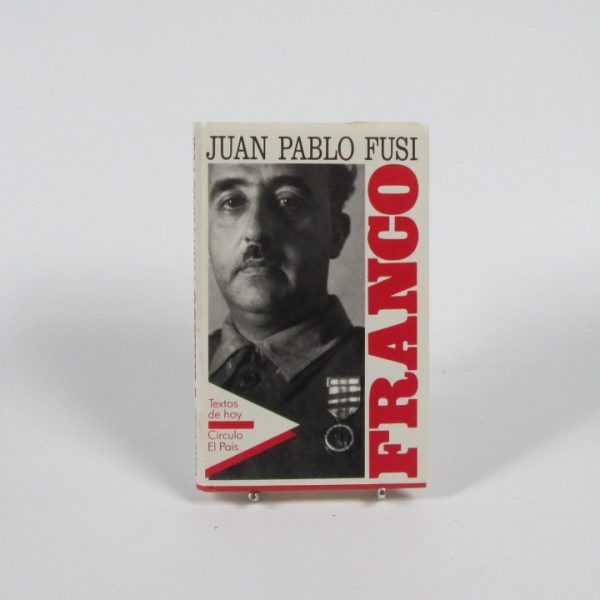 JUAN PABLO FUSI
FRANCO
Textos
de hoy
Círculo
El País